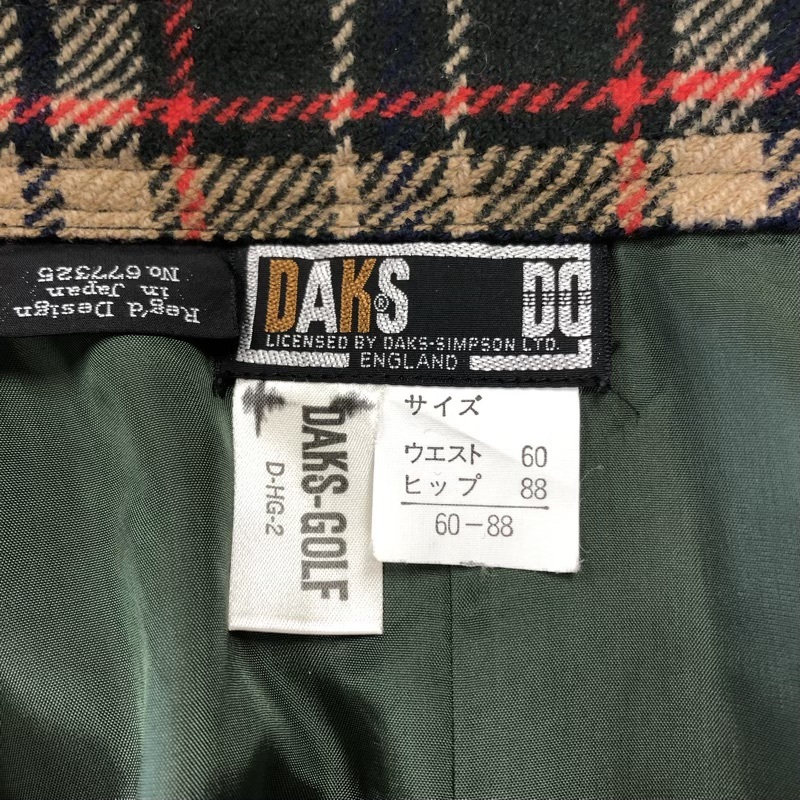 Reg'd Design
in Japan
No.677325
DAKS® DD
LICENSED BY DAKS-SIMPSON LTD.
ENGLAND
DAKS-GOLF
D-HG-2
サイズ
ウエスト 60
ヒップ 88
60-88